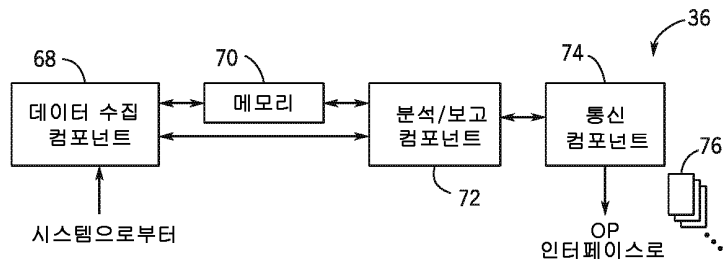 36
68
70
74
데이터 수집
컴포넌트
메모리
분석/보고
컴포넌트
통신
컴포넌트
76
72
시스템으로부터
OP
인터페이스로